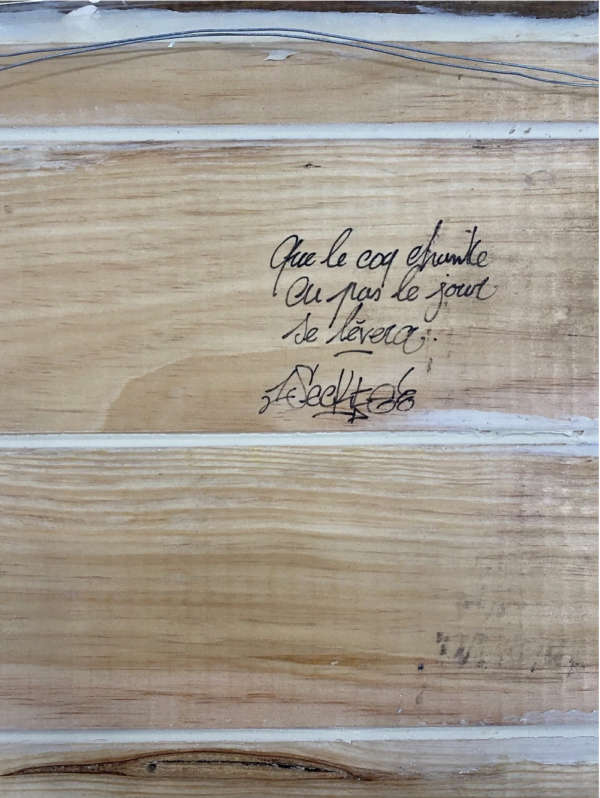 Que le coq chante
ou pas le jour
se lèvera.